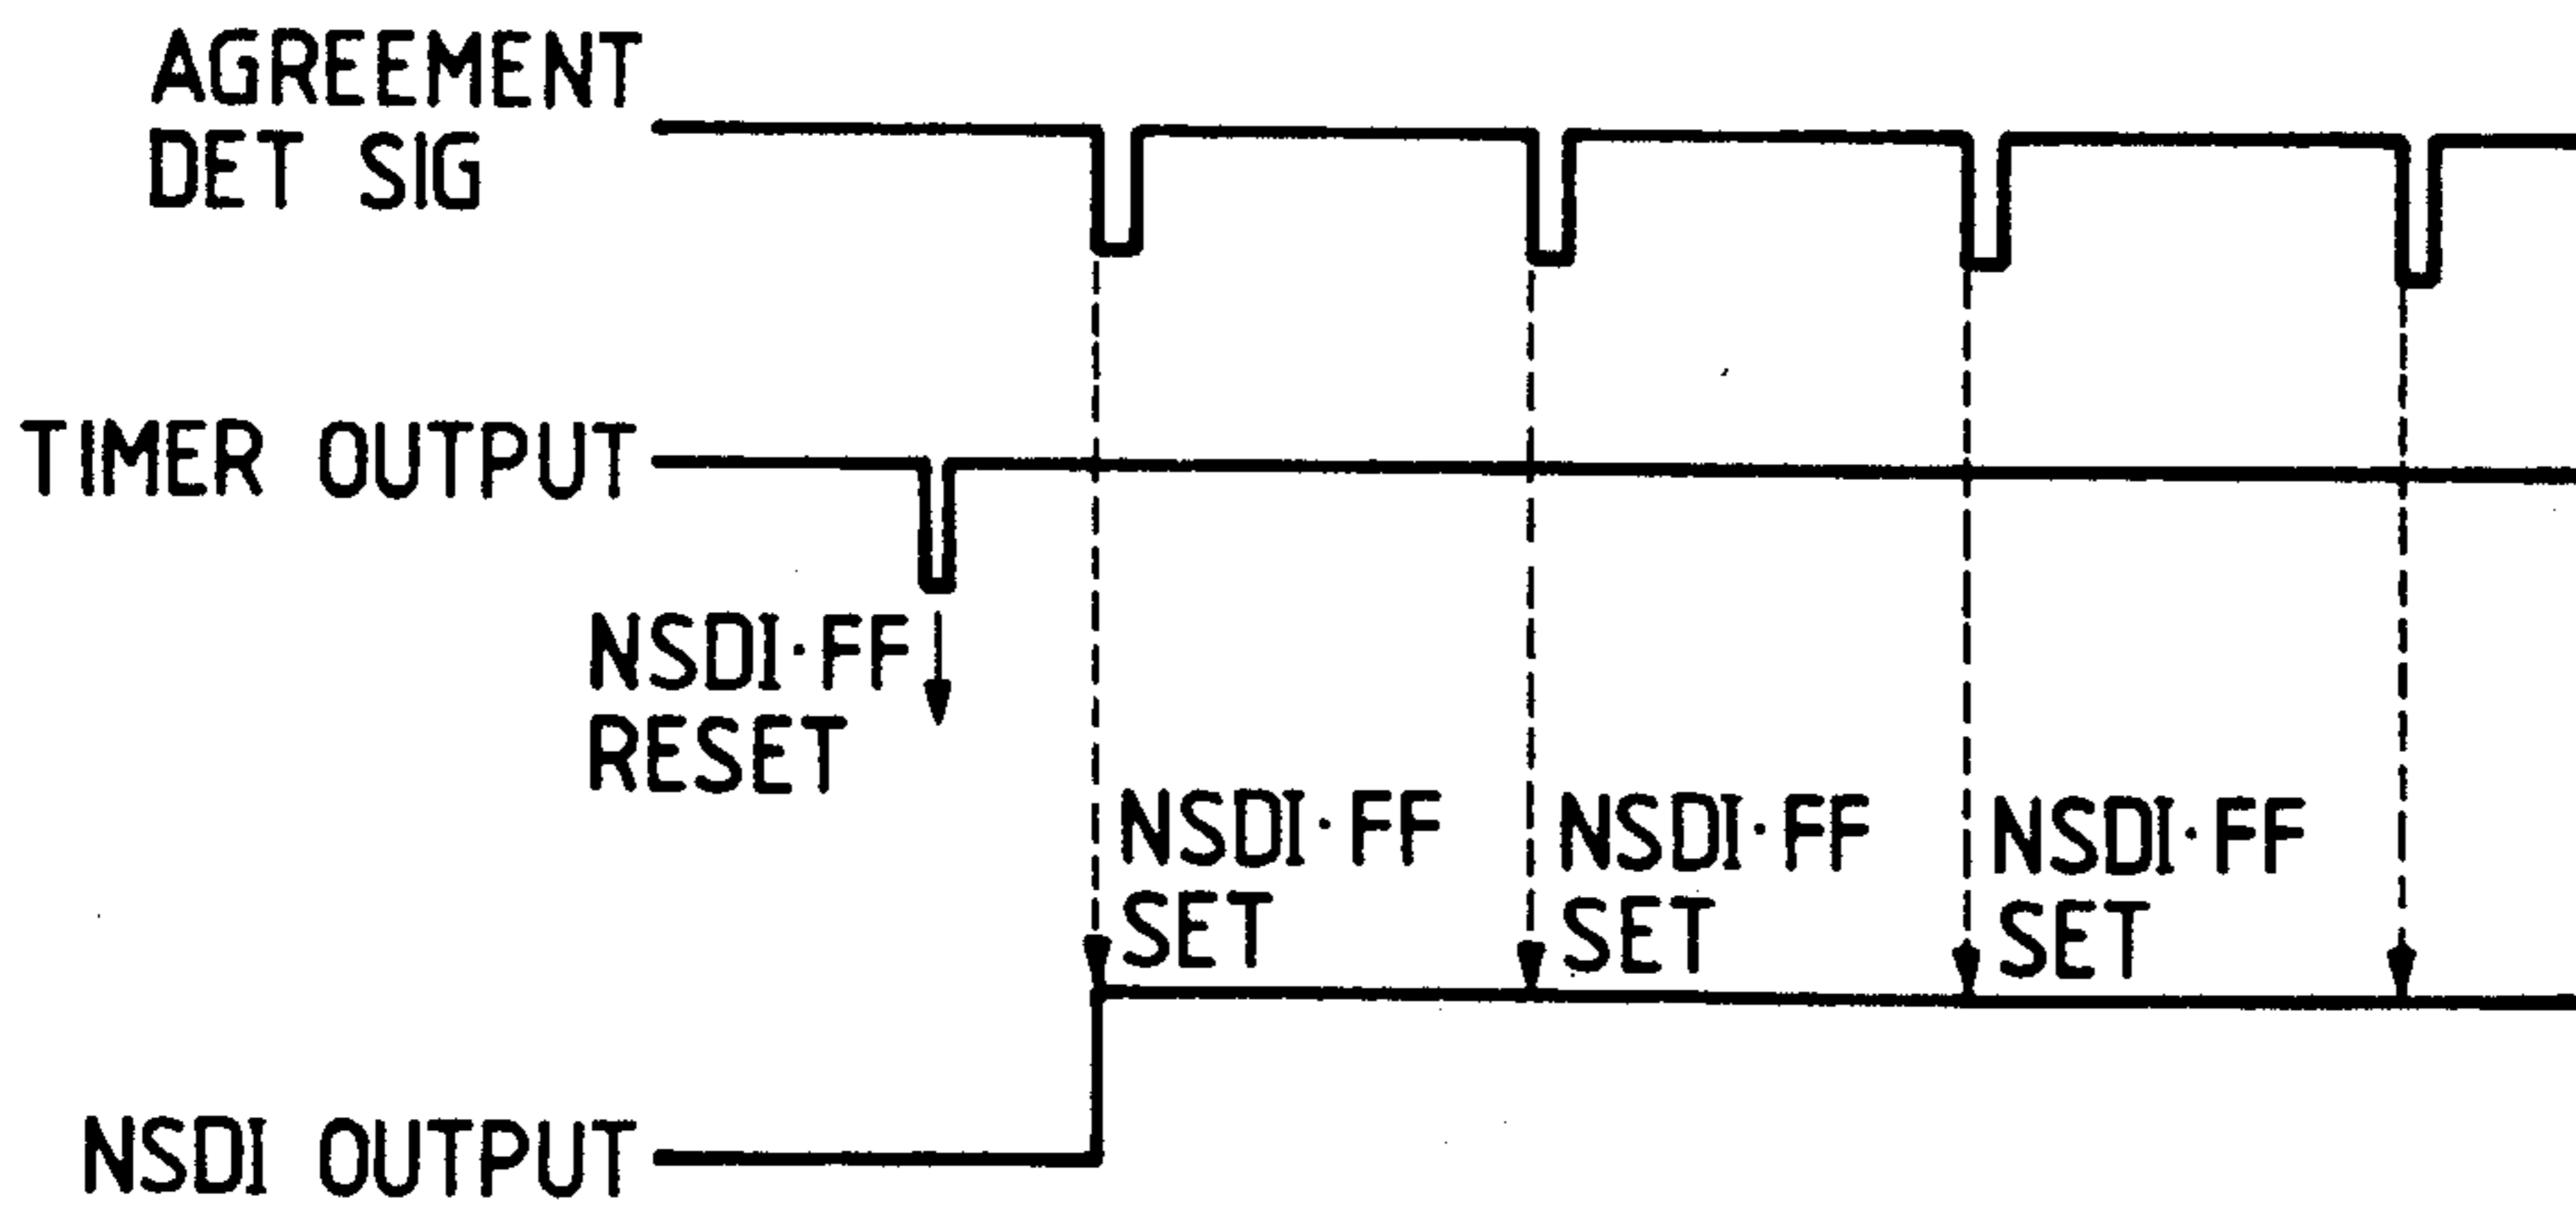 AGREEMENT
DET SIG
TIMER OUTPUT
NSDI·FF
RESET
NSDI·FF
SET
NSDI·FF
SET
NSDI·FF
SET
NSDI OUTPUT